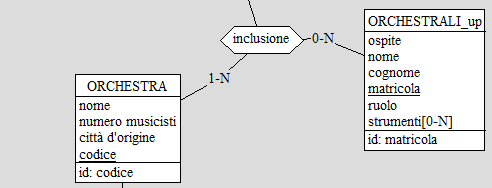 inclusione
0-N
1-N
ORCHESTRALI_up
ospite
nome
cognome
matricola
ruolo
strumenti[0-N]
id: matricola
ORCHESTRA
nome
numero musicisti
città d'origine
codice
id: codice